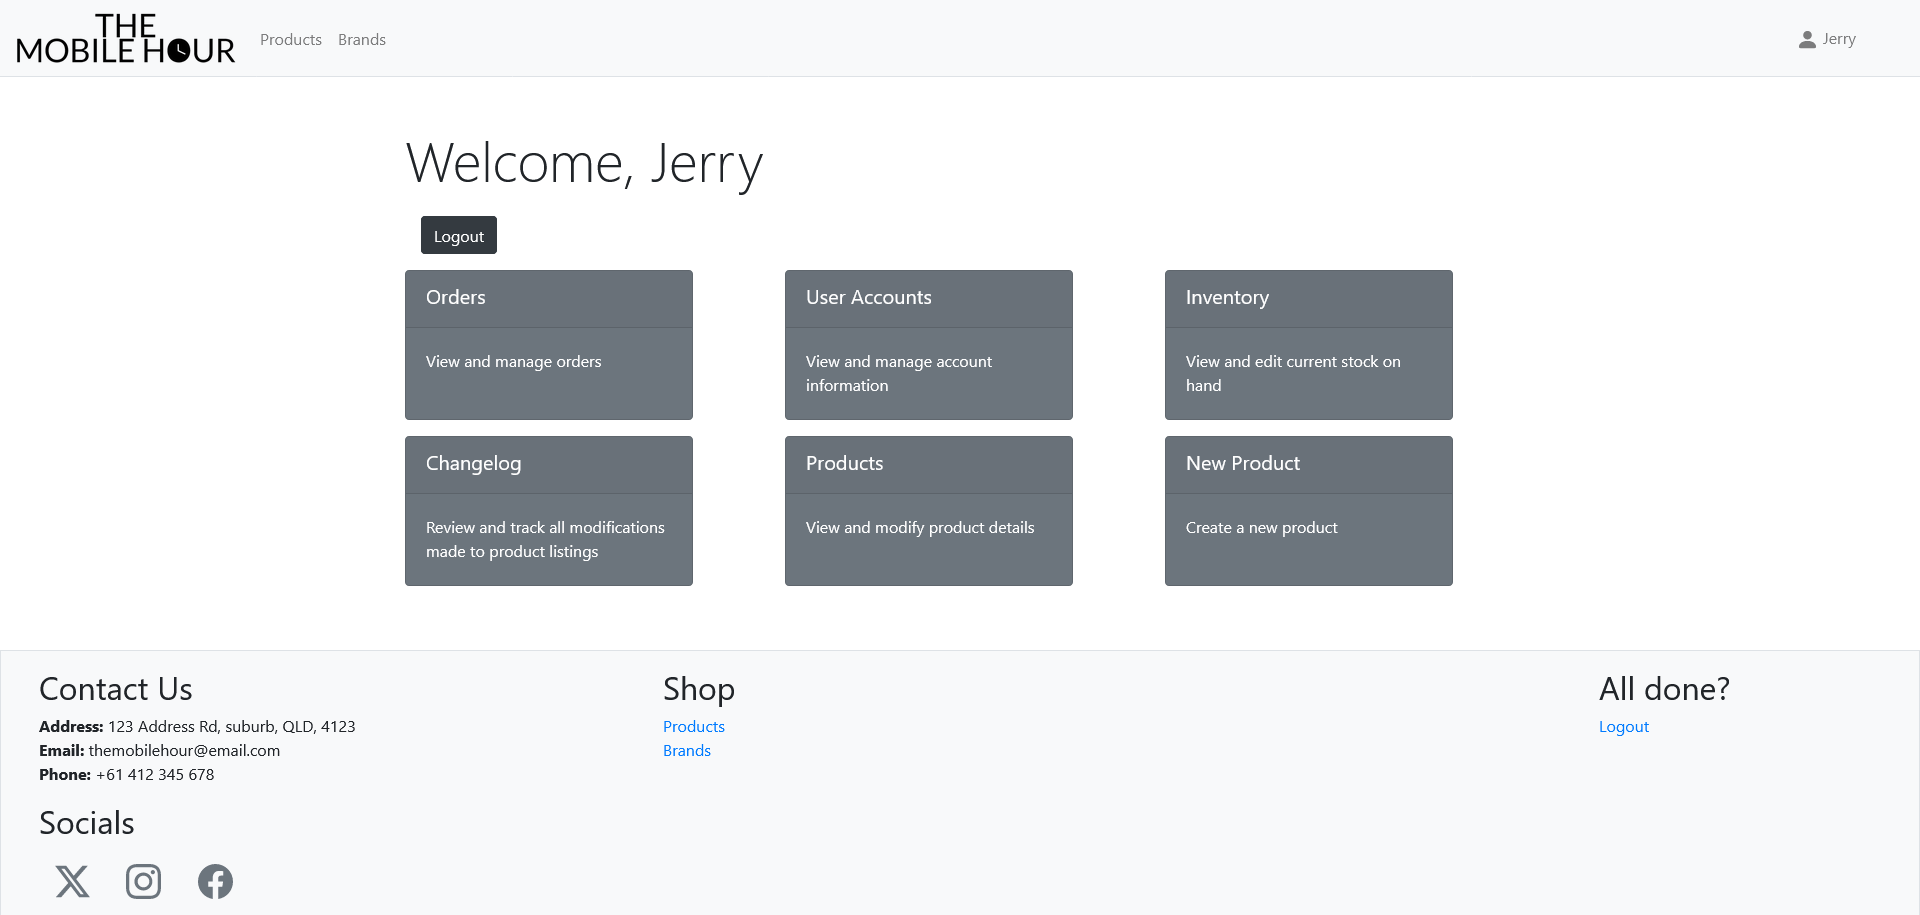 THE
MOBILE HOUR
Products Brands
Jerry
Welcome, Jerry
Logout
Orders
View and manage orders
User Accounts
View and manage account
information
Inventory
View and edit current stock on
hand
Changelog
Review and track all modifications
made to product listings
Products
View and modify product details
New Product
Create a new product
Contact Us
Address: 123 Address Rd, suburb, QLD, 4123
Email: themobilehour@email.com
Phone: +61 412 345 678
Socials
Shop
Products
Brands
All done?
Logout